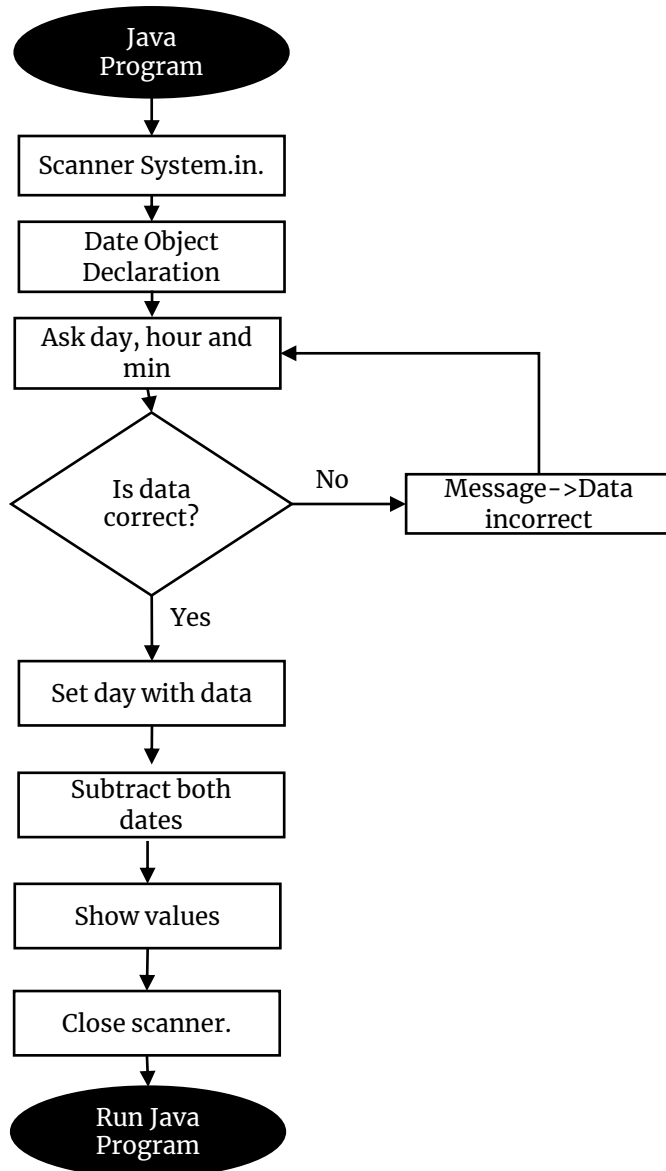 Java
Program
Scanner System.in.
Date Object
Declaration
Ask day, hour and
min
Is data
correct?
No
Message->Data
incorrect
Yes
Set day with data
Subtract both
dates
Show values
Close scanner.
Run Java
Program